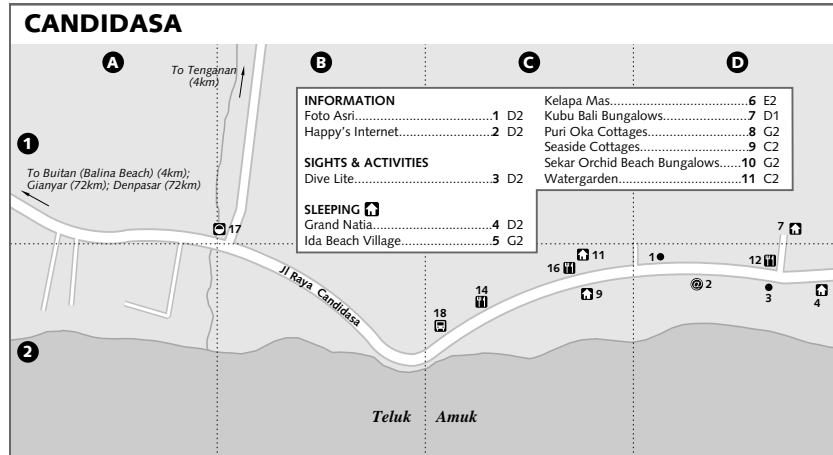 CANDIDASA
A
B
C
D
To Tenganan
(4km)
INFORMATION
Foto Asri.................................1 D2
Happy's Internet......................2 D2
SIGHTS & ACTIVITIES
Dive Lite..................................3 D2
SLEEPING
Grand Natia.............................4 D2
Ida Beach Village.....................5 G2
Kelapa Mas..............................6 E2
Kubu Bali Bungalows................7 D1
Puri Oka Cottages....................8 G2
Seaside Cottages......................9 C2
Sekar Orchid Beach Bungalows...10 G2
Watergarden...........................11 C2
1
To Buitan (Balina Beach) (4km);
Gianyar (72km); Denpasar (72km)
17
7
11
1
12
16
Jl Raya Candidasa
14
9
2
3
4
18
2
Teluk Amuk